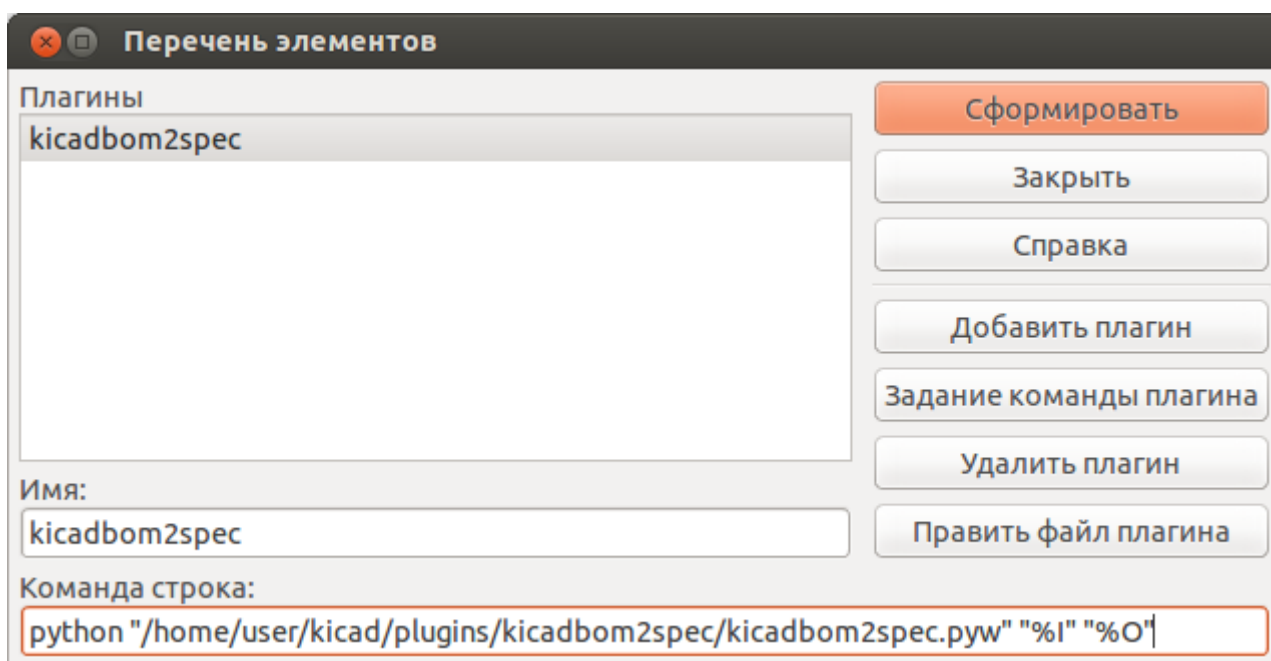 Перечень элементов
Плагины
kicadbom2spec
Имя:
kicadbom2spec
Сформировать
Закрыть
Справка
Добавить плагин
Задание команды плагина
Удалить плагин
Править файл плагина
Команда строка:
python "/home/user/kicad/plugins/kicadbom2spec/kicadbom2spec.pyw" "%I" "%O"